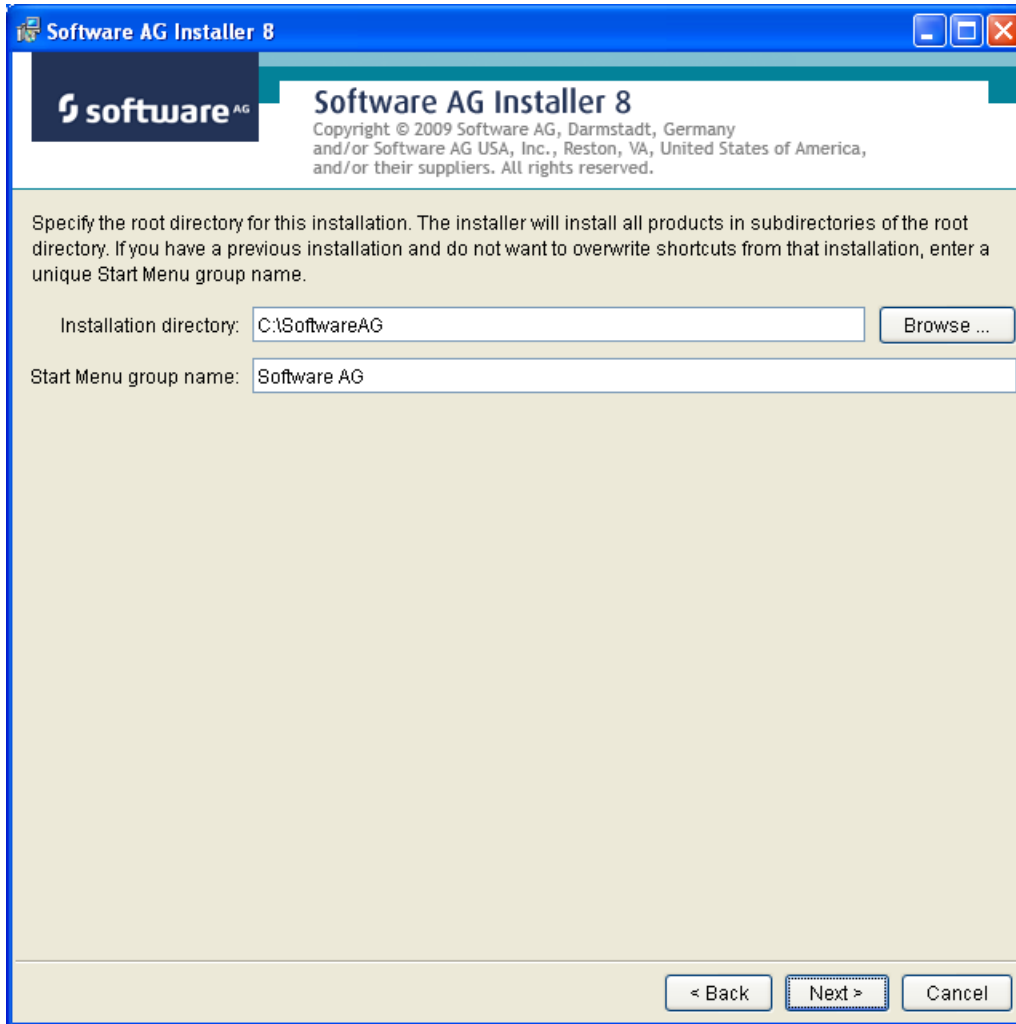 Software AG Installer 8
software AG
Software AG Installer 8
Copyright © 2009 Software AG, Darmstadt, Germany
and/or Software AG USA, Inc., Reston, VA, United States of America,
and/or their suppliers. All rights reserved.
Specify the root directory for this installation. The installer will install all products in subdirectories of the root
directory. If you have a previous installation and do not want to overwrite shortcuts from that installation, enter a
unique Start Menu group name.
Installation directory: C:\SoftwareAG Browse ...
Start Menu group name: Software AG
< Back Next > Cancel